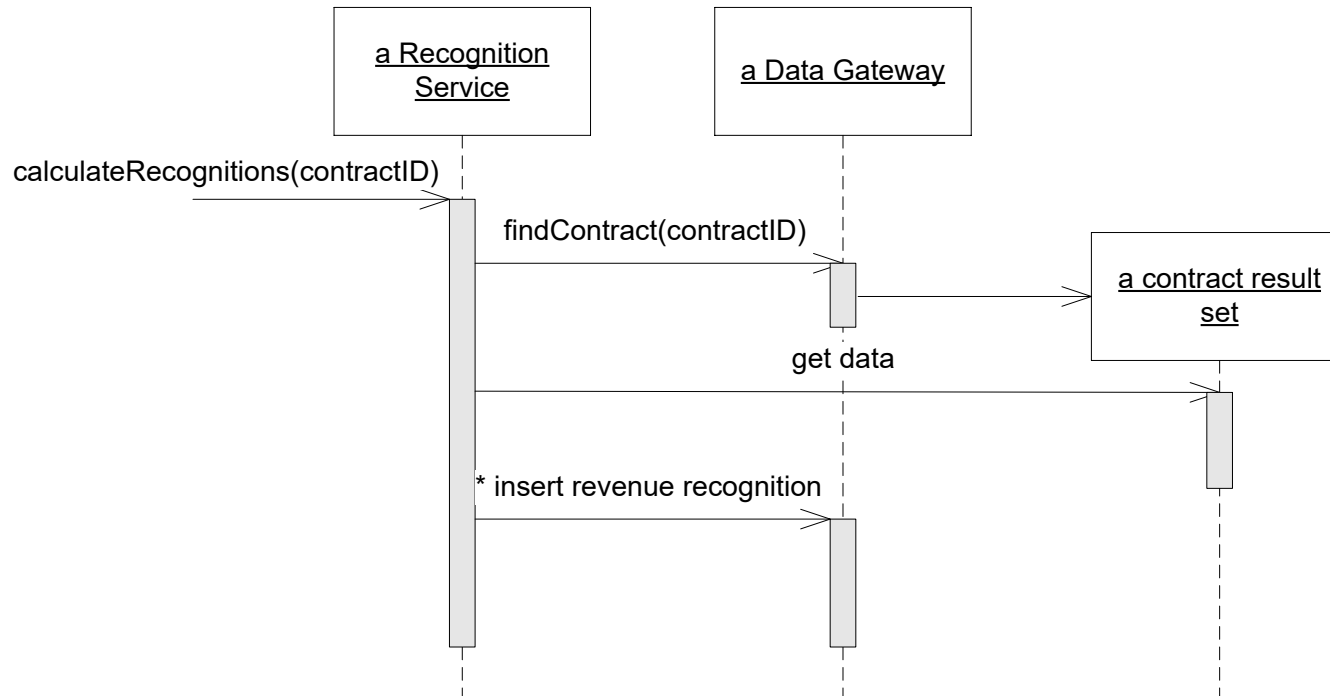 a Recognition
Service
a Data Gateway
calculateRecognitions(contractID)
findContract(contractID)
a contract result
set
get data
* insert revenue recognition